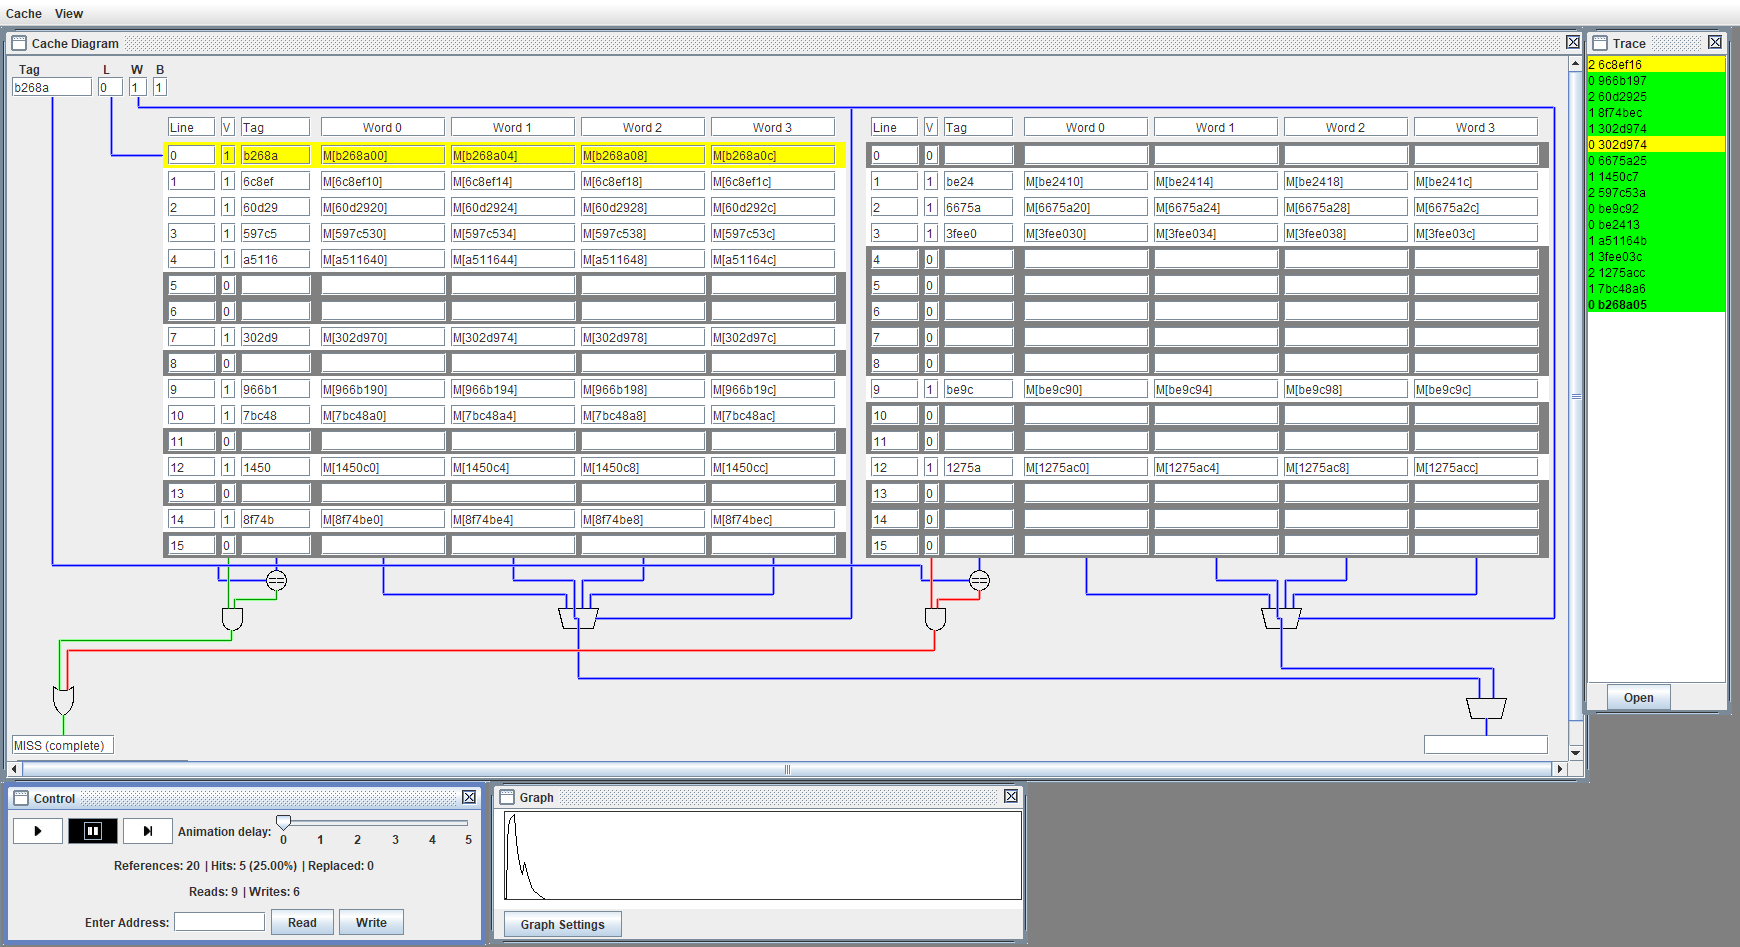 Cache View
Cache Diagram
Tag L W B
b268a 0 1 1
Line V Tag Word 0 Word 1 Word 2 Word 3 Line V Tag Word 0 Word 1 Word 2 Word 3
0 1 b268a M[b268a00] M[b268a04] M[b268a08] M[b268a0c] 0 0
1 1 6c8ef M[6c8ef10] M[6c8ef14] M[6c8ef18] M[6c8ef1c] 1 1 be24 M[be2410] M[be2414] M[be2418] M[be241c]
2 1 60d29 M[60d2920] M[60d2924] M[60d2928] M[60d292c] 2 1 6675a M[6675a20] M[6675a24] M[6675a28] M[6675a2c]
3 1 597c5 M[597c530] M[597c534] M[597c538] M[597c53c] 3 1 3fee0 M[3fee030] M[3fee034] M[3fee038] M[3fee03c]
4 1 a5116 M[a511640] M[a511644] M[a511648] M[a51164c] 4 0
5 0 5 0
6 0 6 0
7 1 302d9 M[302d970] M[302d974] M[302d978] M[302d97c] 7 0
8 0 8 0
9 1 966b1 M[966b190] M[966b194] M[966b198] M[966b19c] 9 1 be9c M[be9c90] M[be9c94] M[be9c98] M[be9c9c]
10 1 7bc48 M[7bc48a0] M[7bc48a4] M[7bc48a8] M[7bc48ac] 10 0
11 0 11 0
12 1 1450 M[1450c0] M[1450c4] M[1450c8] M[1450cc] 12 1 1275a M[1275ac0] M[1275ac4] M[1275ac8] M[1275acc]
13 0 13 0
14 1 8f74b M[8f74be0] M[8f74be4] M[8f74be8] M[8f74bec] 14 0
15 0 15 0
== ==
MISS (complete)
Trace
2 6c8ef16
0 966b197
2 60d2925
1 8f74bec
1 302d974
0 302d974
0 6675a25
1 1450c7
2 597c53a
0 be9c92
0 be2413
1 a51164b
1 3fee03c
2 1275acc
1 7bc48a6
0 b268a05
Open
Control
Animation delay:
0 1 2 3 4 5
References: 20 | Hits: 5 (25.00%) | Replaced: 0
Reads: 9 | Writes: 6
Enter Address: Read Write
Graph
Graph Settings